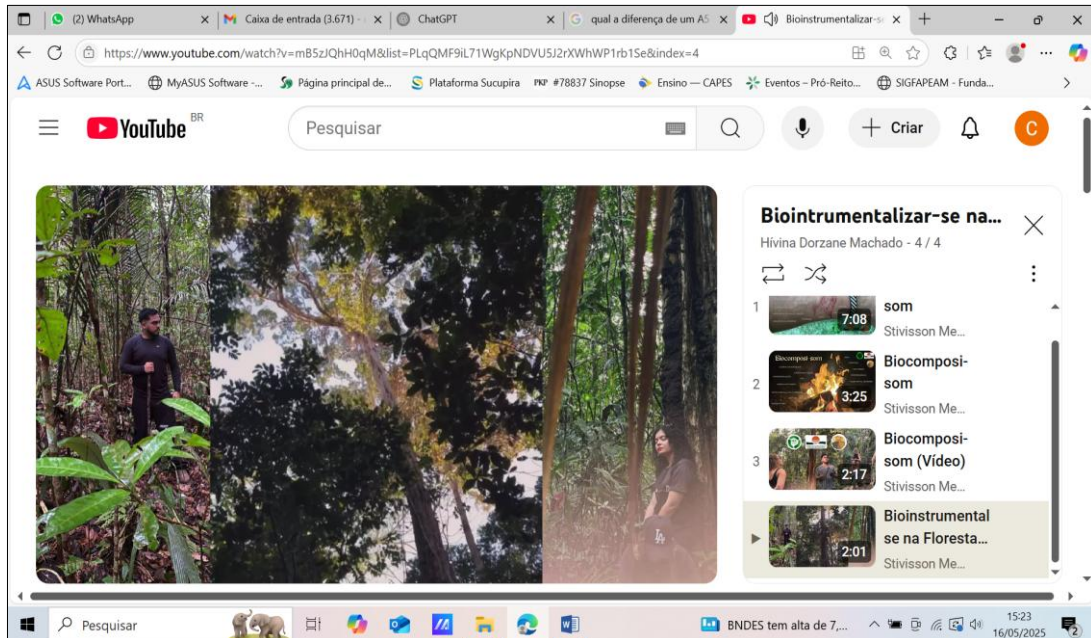 (2) WhatsApp
Caixa de entrada (3.671) -
ChatGPT
qual a diferença de um AS
Bioinstrumentalizar-s
https://www.youtube.com/watch?v=mB5zJQhH0qM&list=PLqQMF9iL71WgKpNDVU5J2rXWhWP1rb1Se&index=4
ASUS Software Port...
MyASUS Software -...
Página principal de...
Plataforma Sucupira
PKP #78837 Sinopse
Ensino — CAPES
Eventos – Pró-Reito...
SIGFAPEAM - Funda...
YouTube BR
Pesquisar
Criar
C
Biointrumentalizar-se na...
Hívina Dorzane Machado - 4 / 4
1
7:08
som
Stivisson Me...
2
Biocomposi som
3:25
Biocomposi-
som
Stivisson Me...
3
2:17
Biocomposi-
som (Vídeo)
Stivisson Me...
2:01
Bioinstrumental
se na Floresta...
Stivisson Me...
LA
Pesquisar
BNDES tem alta de 7,...
15:23
16/05/2025